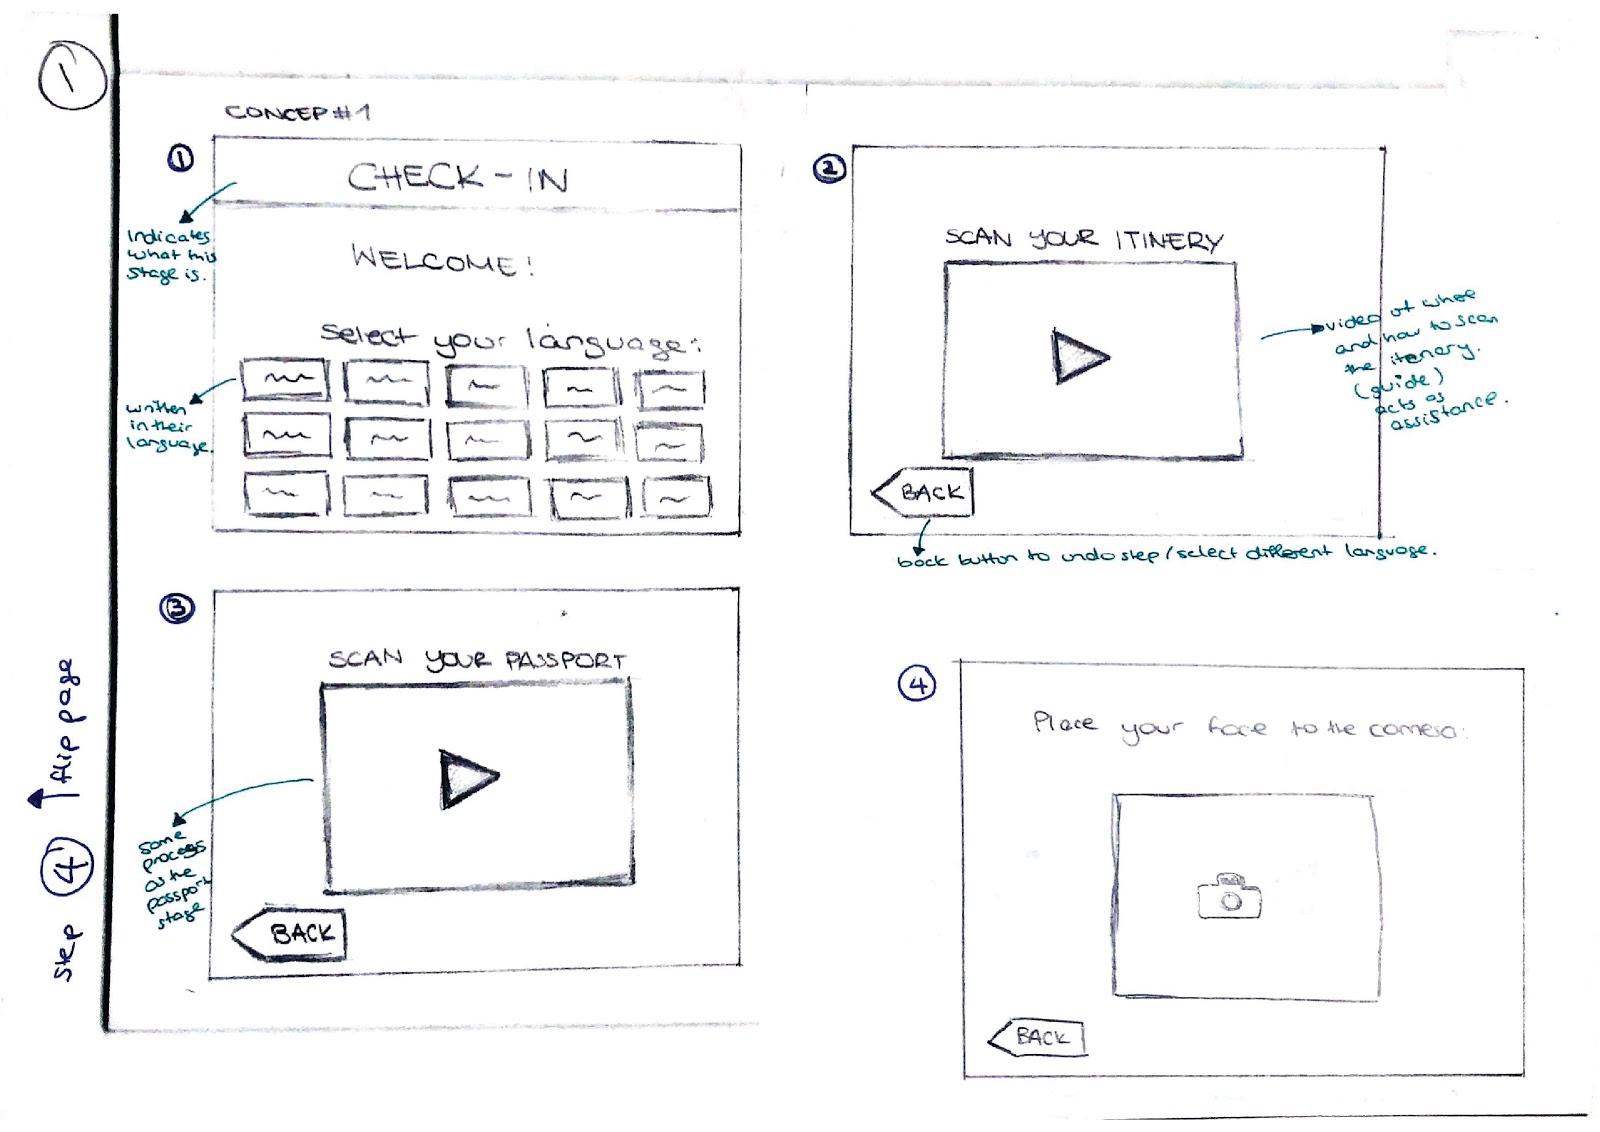 1
CONCEP#1
1
CHECK-IN
Indicates
what this
stage is.
WELCOME!
Select your language:
written
in their
language.
2
SCAN YOUR ITINERY
video of where
and how to scan
the itenery.
(guide)
acts as
assistance.
BACK
back button to undo step/select different language.
3
SCAN YOUR PASSPORT
Same
process
as the
passport
stage
BACK
4
Place your face to the camera:
BACK
step 4 flip page